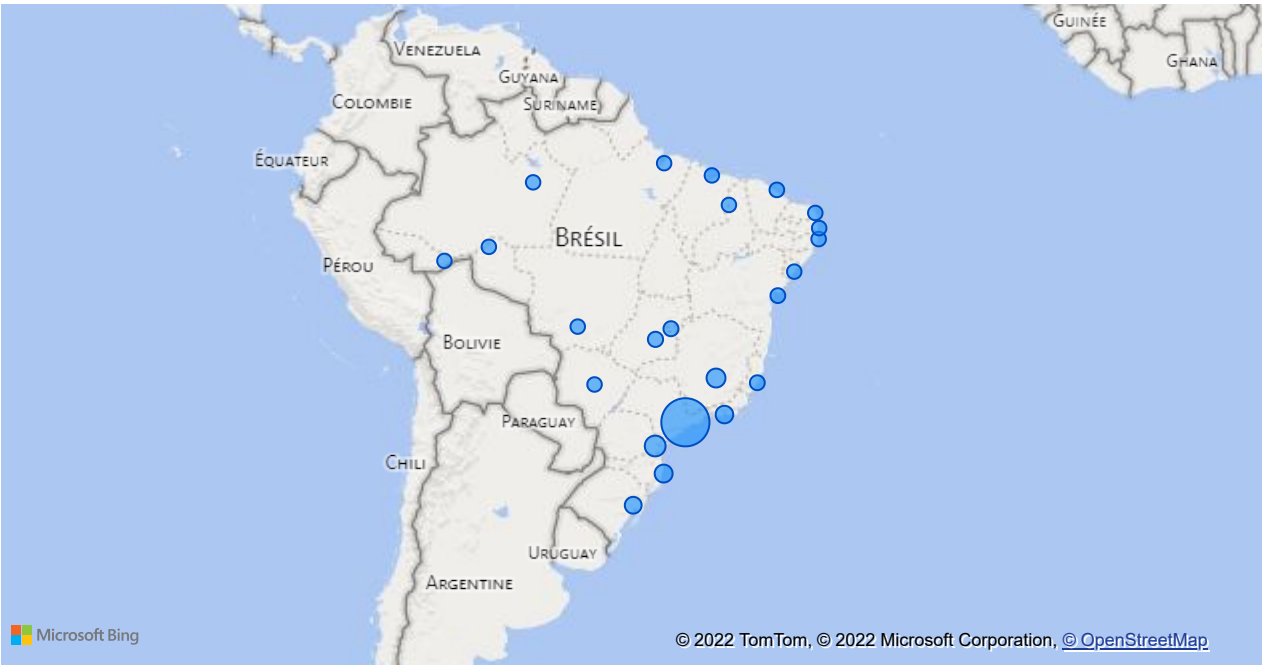 GUINÉE
VENEZUELA
GHANA
GUYANA
COLOMBIE
SURINAME
ÉQUATEUR
BRÉSIL
PÉROU
BOLIVIE
PARAGUAY
CHILI
URUGUAY
ARGENTINE
Microsoft Bing
© 2022 TomTom, © 2022 Microsoft Corporation, © OpenStreetMap